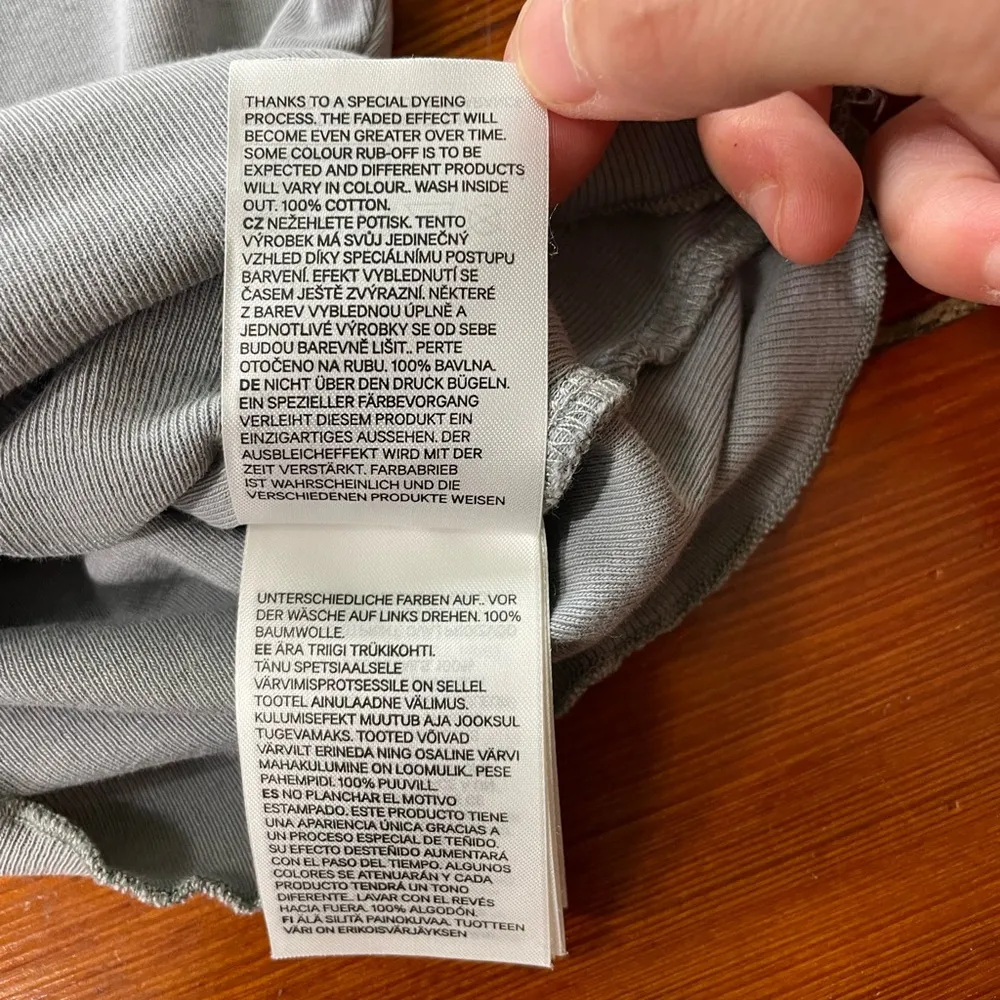 THANKS TO A SPECIAL DYEING
PROCESS. THE FADED EFFECT WILL
BECOME EVEN GREATER OVER TIME.
SOME COLOUR RUB-OFF IS TO BE
EXPECTED AND DIFFERENT PRODUCTS
WILL VARY IN COLOUR.. WASH INSIDE
OUT. 100% COTTON.
CZ NEŽEHLETE POTISK. TENTO
VÝROBEK MÁ SVŮJ JEDINEČNÝ
VZHLED DÍKY SPECIÁLNÍMU POSTUPU
BARVENÍ. EFEKT VYBLEDNUTÍ SE
ČASEM JEŠTĚ ZVÝRAZNÍ. NĚKTERÉ
Z BAREV VYBLEDNOU ÚPLNĚ A
JEDNOTLIVÉ VÝROBKY SE OD SEBE
BUDOU BAREVNĚ LIŠIT.. PERTE
OTOČENO NA RUBU. 100% BAVLNA.
DE NICHT ÜBER DEN DRUCK BÜGELN.
EIN SPEZIELLER FÄRBEVORGANG
VERLEIHT DIESEM PRODUKT EIN
EINZIGARTIGES AUSSEHEN. DER
AUSBLEICHEFFEKT WIRD MIT DER
ZEIT VERSTÄRKT. FARBABRIEB
IST WAHRSCHEINLICH UND DIE
VERSCHIEDENEN PRODUKTE WEISEN
UNTERSCHIEDLICHE FARBEN AUF.. VOR
DER WÄSCHE AUF LINKS DREHEN. 100%
BAUMWOLLE.
EE ÄRA TRIIGI TRÜKIKOHTI.
TÄNU SPETSIAALSELE
VÄRVIMISPROTSESSILE ON SELLEL
TOOTEL AINULAADNE VÄLIMUS.
KULUMISEFEKT MUUTUB AJA JOOKSUL
TUGEVAMAKS. TOOTED VÕIVAD
VÄRVILT ERINEDA NING OSALINE VÄRVI
MAHAKULUMINE ON LOOMULIK.. PESE
PAHEMPIDI. 100% PUUVILL.
ES NO PLANCHAR EL MOTIVO
ESTAMPADO. ESTE PRODUCTO TIENE
UNA APARIENCIA ÚNICA GRACIAS A
UN PROCESO ESPECIAL DE TEÑIDO.
SU EFECTO DESTEÑIDO AUMENTARÁ
CON EL PASO DEL TIEMPO. ALGUNOS
COLORES SE ATENUARÁN Y CADA
PRODUCTO TENDRÁ UN TONO
DIFERENTE.. LAVAR CON EL REVÉS
HACIA FUERA. 100% ALGODÓN.
FI ÄLÄ SILITÄ PAINOKUVAA. TUOTTEEN
VÄRI ON ERIKOISVÄRJÄYKSEN